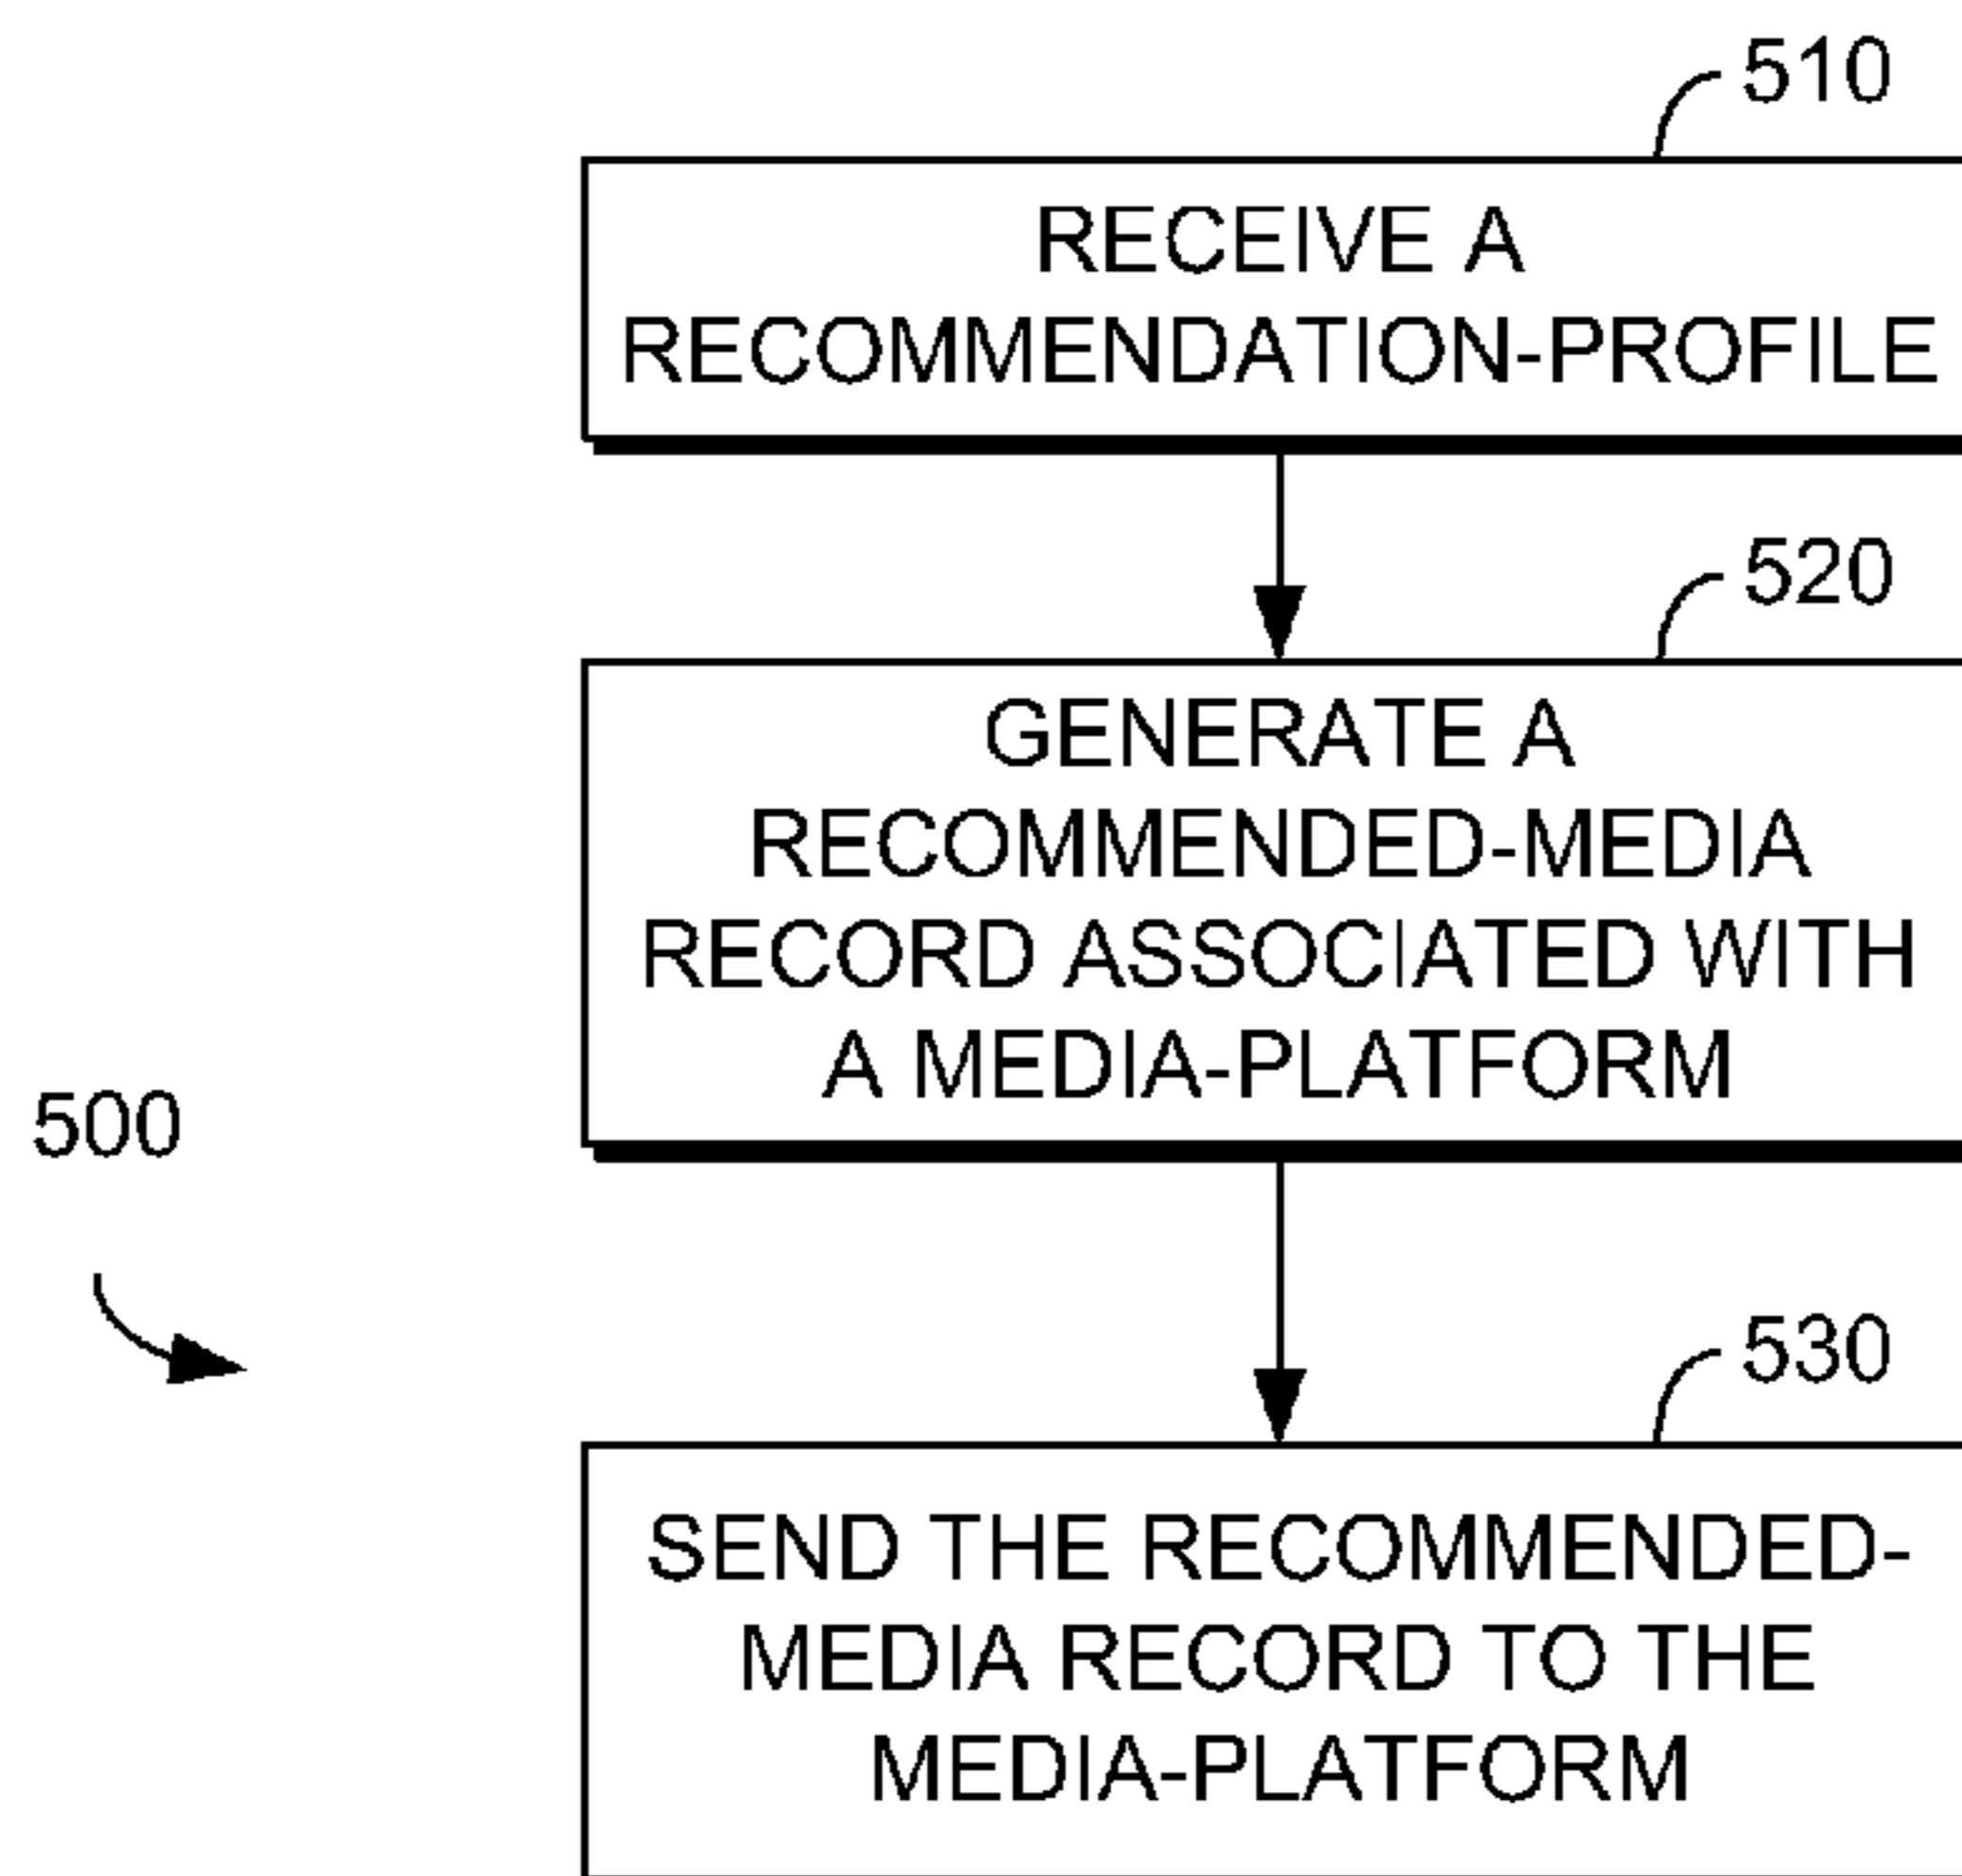 510
RECEIVE A
RECOMMENDATION-PROFILE
520
GENERATE A
RECOMMENDED-MEDIA
RECORD ASSOCIATED WITH
A MEDIA-PLATFORM
500
530
SEND THE RECOMMENDED-
MEDIA RECORD TO THE
MEDIA-PLATFORM